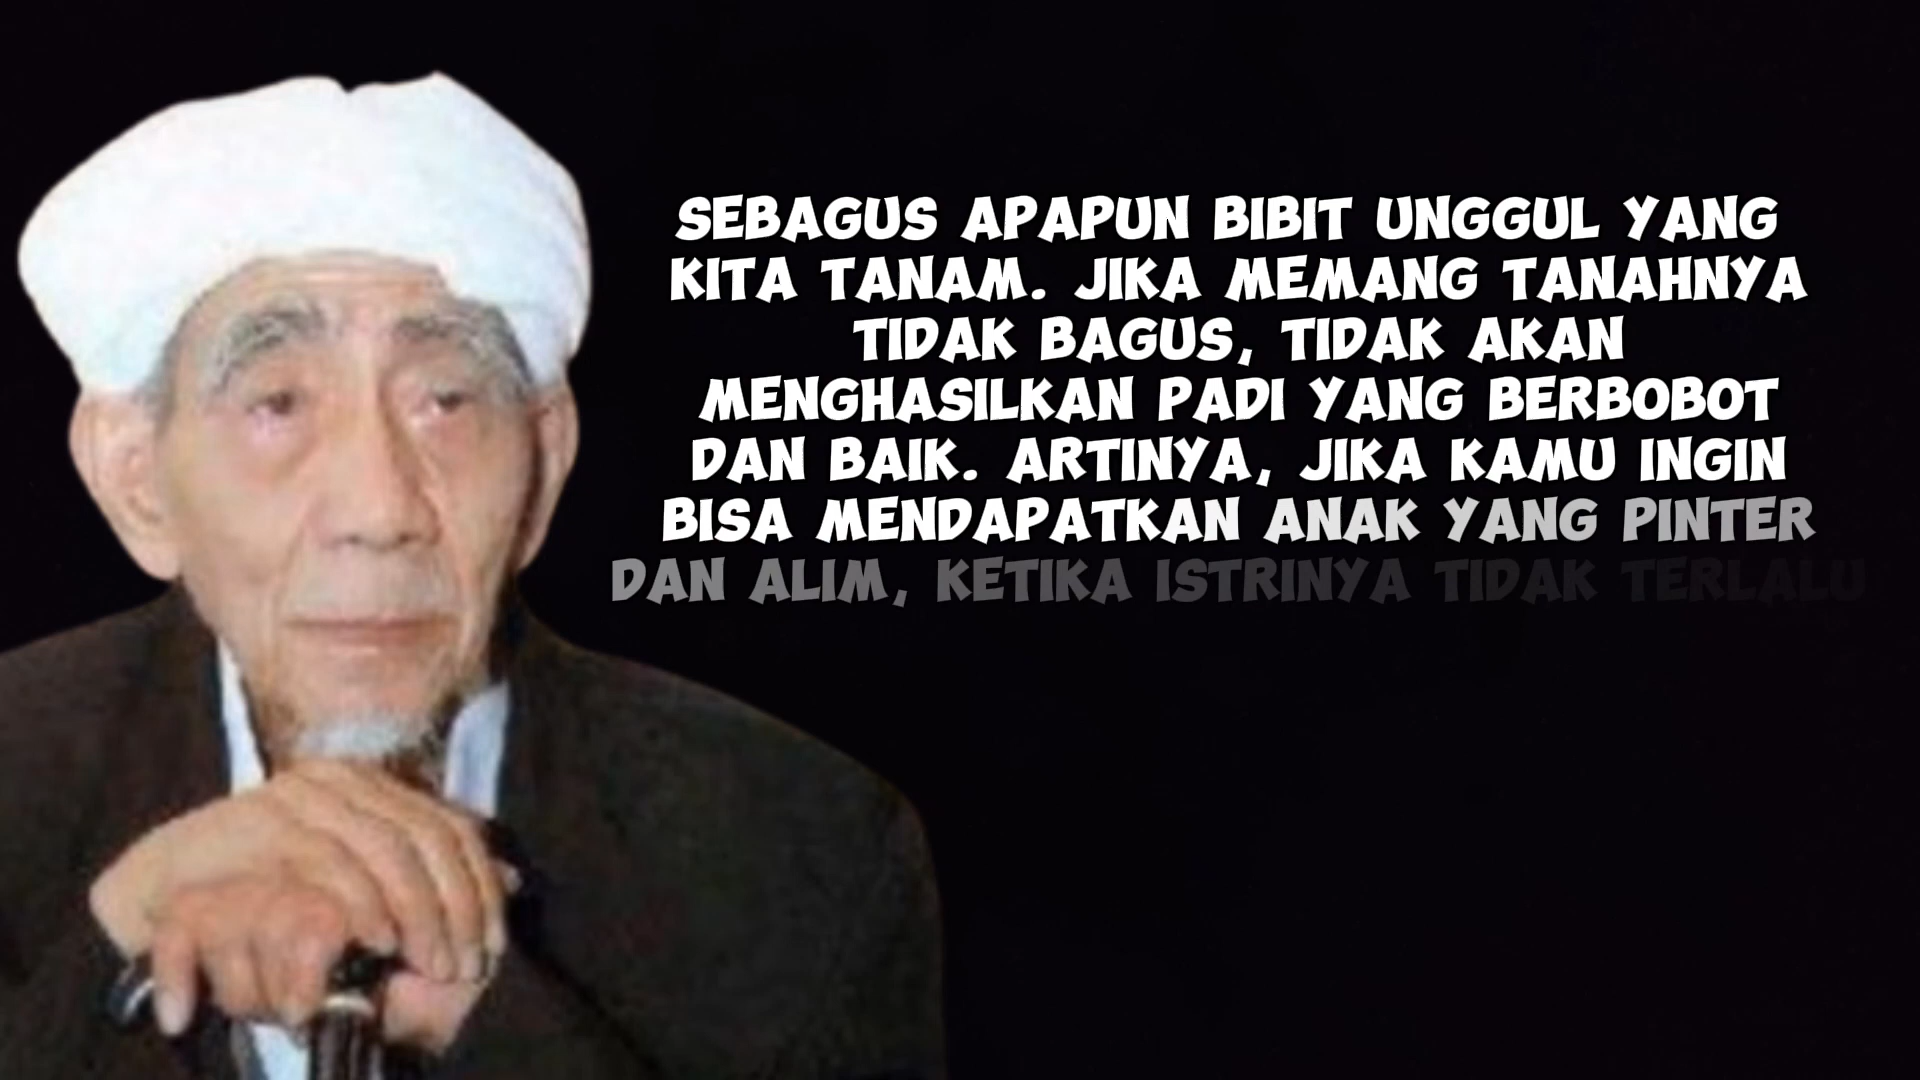 SEBAGUS APAPUN BIBIT UNGGUL YANG
KITA TANAM. JIKA MEMANG TANAHNYA
TIDAK BAGUS, TIDAK AKAN
MENGHASILKAN PADI YANG BERBOBOT
DAN BAIK. ARTINYA, JIKA KAMU INGIN
BISA MENDAPATKAN ANAK YANG PINTER
DAN ALIM, KETIKA ISTRINYA TIDAK TERLALU